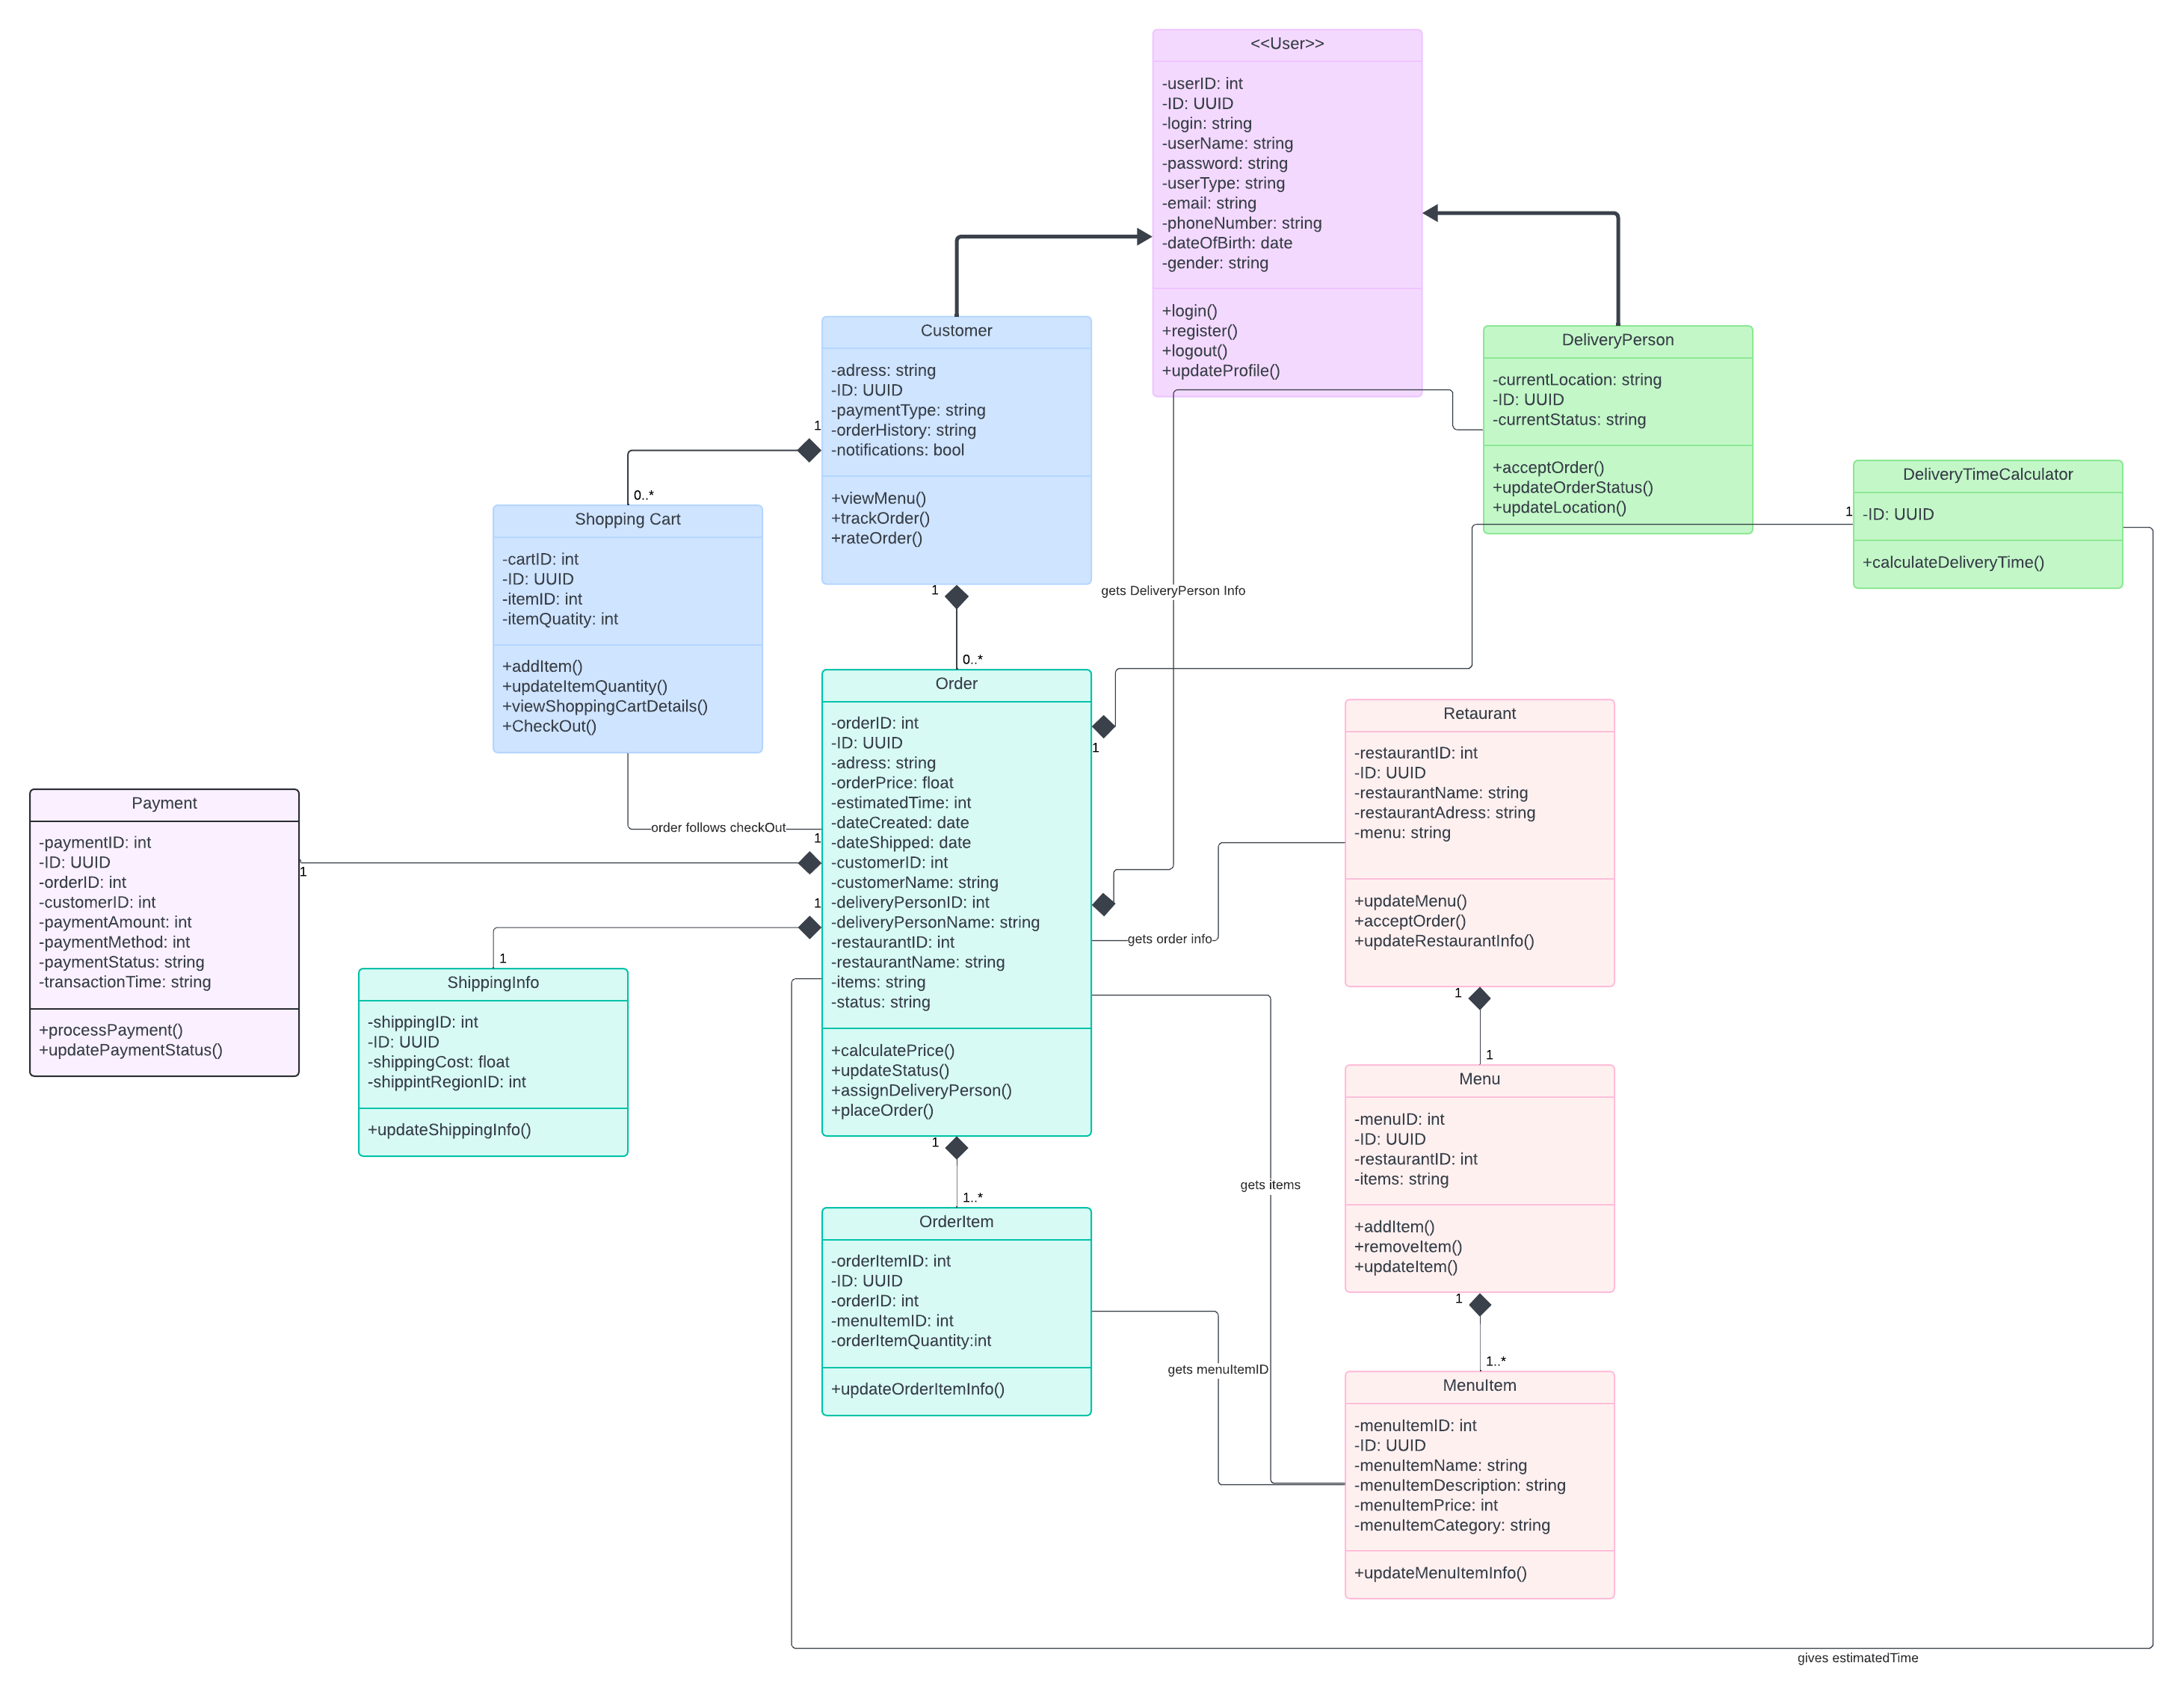 <<User>>
-userID: int
-ID: UUID
-login: string
-userName: string
-password: string
-userType: string
-email: string
-phoneNumber: string
-dateOfBirth: date
-gender: string
+login()
+register()
+logout()
+updateProfile()
Customer
-adress: string
-ID: UUID
-paymentType: string
-orderHistory: string
-notifications: bool
+viewMenu()
+trackOrder()
+rateOrder()
DeliveryPerson
-currentLocation: string
-ID: UUID
-currentStatus: string
+acceptOrder()
+updateOrderStatus()
+updateLocation()
DeliveryTimeCalculator
-ID: UUID
+calculateDeliveryTime()
1
1
0..*
Shopping Cart
-cartID: int
-ID: UUID
-itemID: int
-itemQuatity: int
+addItem()
+updateItemQuantity()
+viewShoppingCartDetails()
+CheckOut()
1
0..*
gets DeliveryPerson Info
Order
-orderID: int
-ID: UUID
-adress: string
-orderPrice: float
-estimatedTime: int
-dateCreated: date
-dateShipped: date
-customerID: int
-customerName: string
-deliveryPersonID: int
-deliveryPersonName: string
-restaurantID: int
-restaurantName: string
-items: string
-status: string
+calculatePrice()
+updateStatus()
+assignDeliveryPerson()
+placeOrder()
1
order follows checkOut
1
1
1
1
gets order info
Payment
-paymentID: int
-ID: UUID
-orderID: int
-customerID: int
-paymentAmount: int
-paymentMethod: int
-paymentStatus: string
-transactionTime: string
+processPayment()
+updatePaymentStatus()
ShippingInfo
-shippingID: int
-ID: UUID
-shippingCost: float
-shippintRegionID: int
+updateShippingInfo()
Retaurant
-restaurantID: int
-ID: UUID
-restaurantName: string
-restaurantAdress: string
-menu: string
+updateMenu()
+acceptOrder()
+updateRestaurantInfo()
1
1
Menu
-menuID: int
-ID: UUID
-restaurantID: int
-items: string
+addItem()
+removeItem()
+updateItem()
1
1..*
gets items
1
1..*
OrderItem
-orderItemID: int
-ID: UUID
-orderID: int
-menuItemID: int
-orderItemQuantity:int
+updateOrderItemInfo()
gets menuItemID
MenuItem
-menuItemID: int
-ID: UUID
-menuItemName: string
-menuItemDescription: string
-menuItemPrice: int
-menuItemCategory: string
+updateMenuItemInfo()
gives estimatedTime